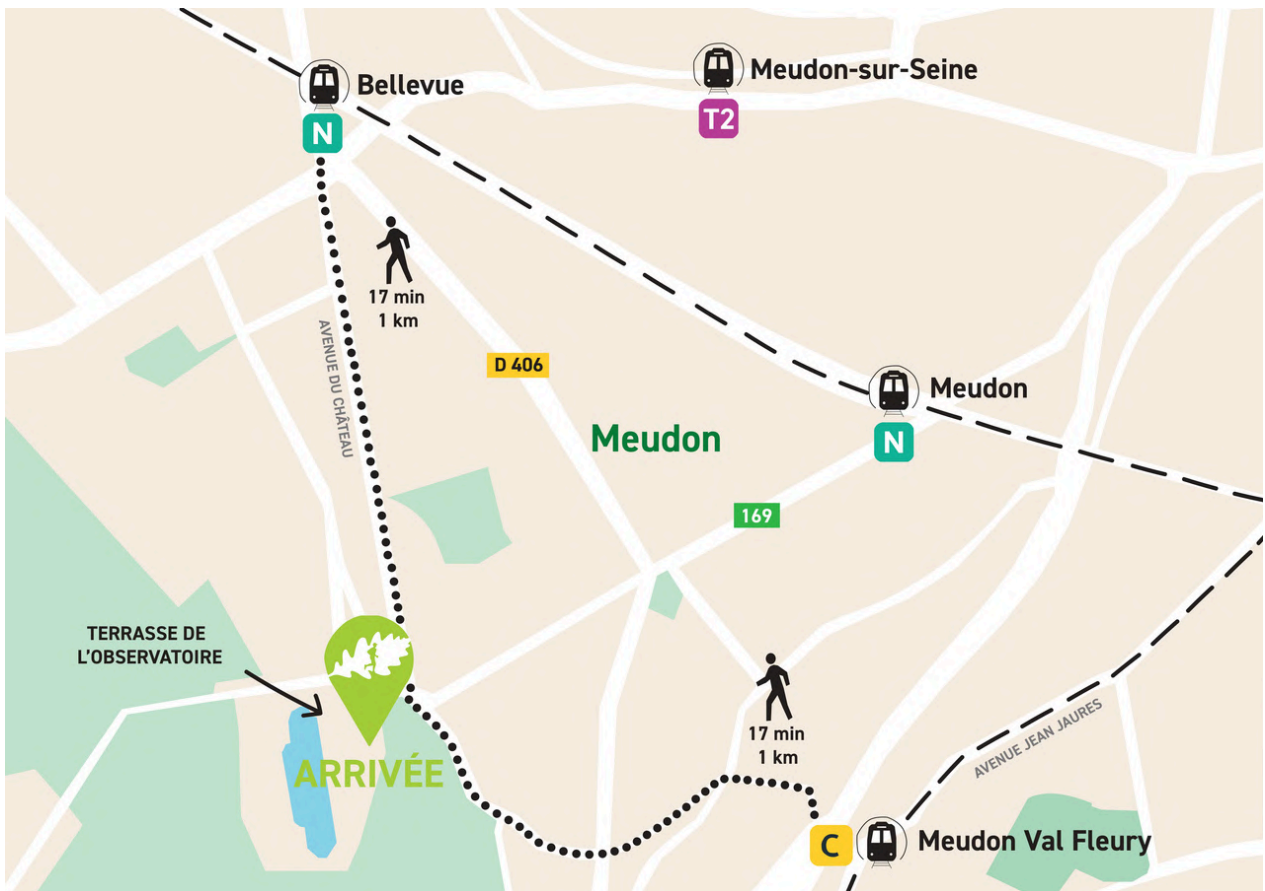 Bellevue
N
Meudon-sur-Seine
T2
17 min
1 km
AVENUE DU CHÂTEAU
D 406
Meudon
N
Meudon
169
TERRASSE DE
L'OBSERVATOIRE
ARRIVÉE
17 min
1 km
AVENUE JEAN JAURES
C
Meudon Val Fleury